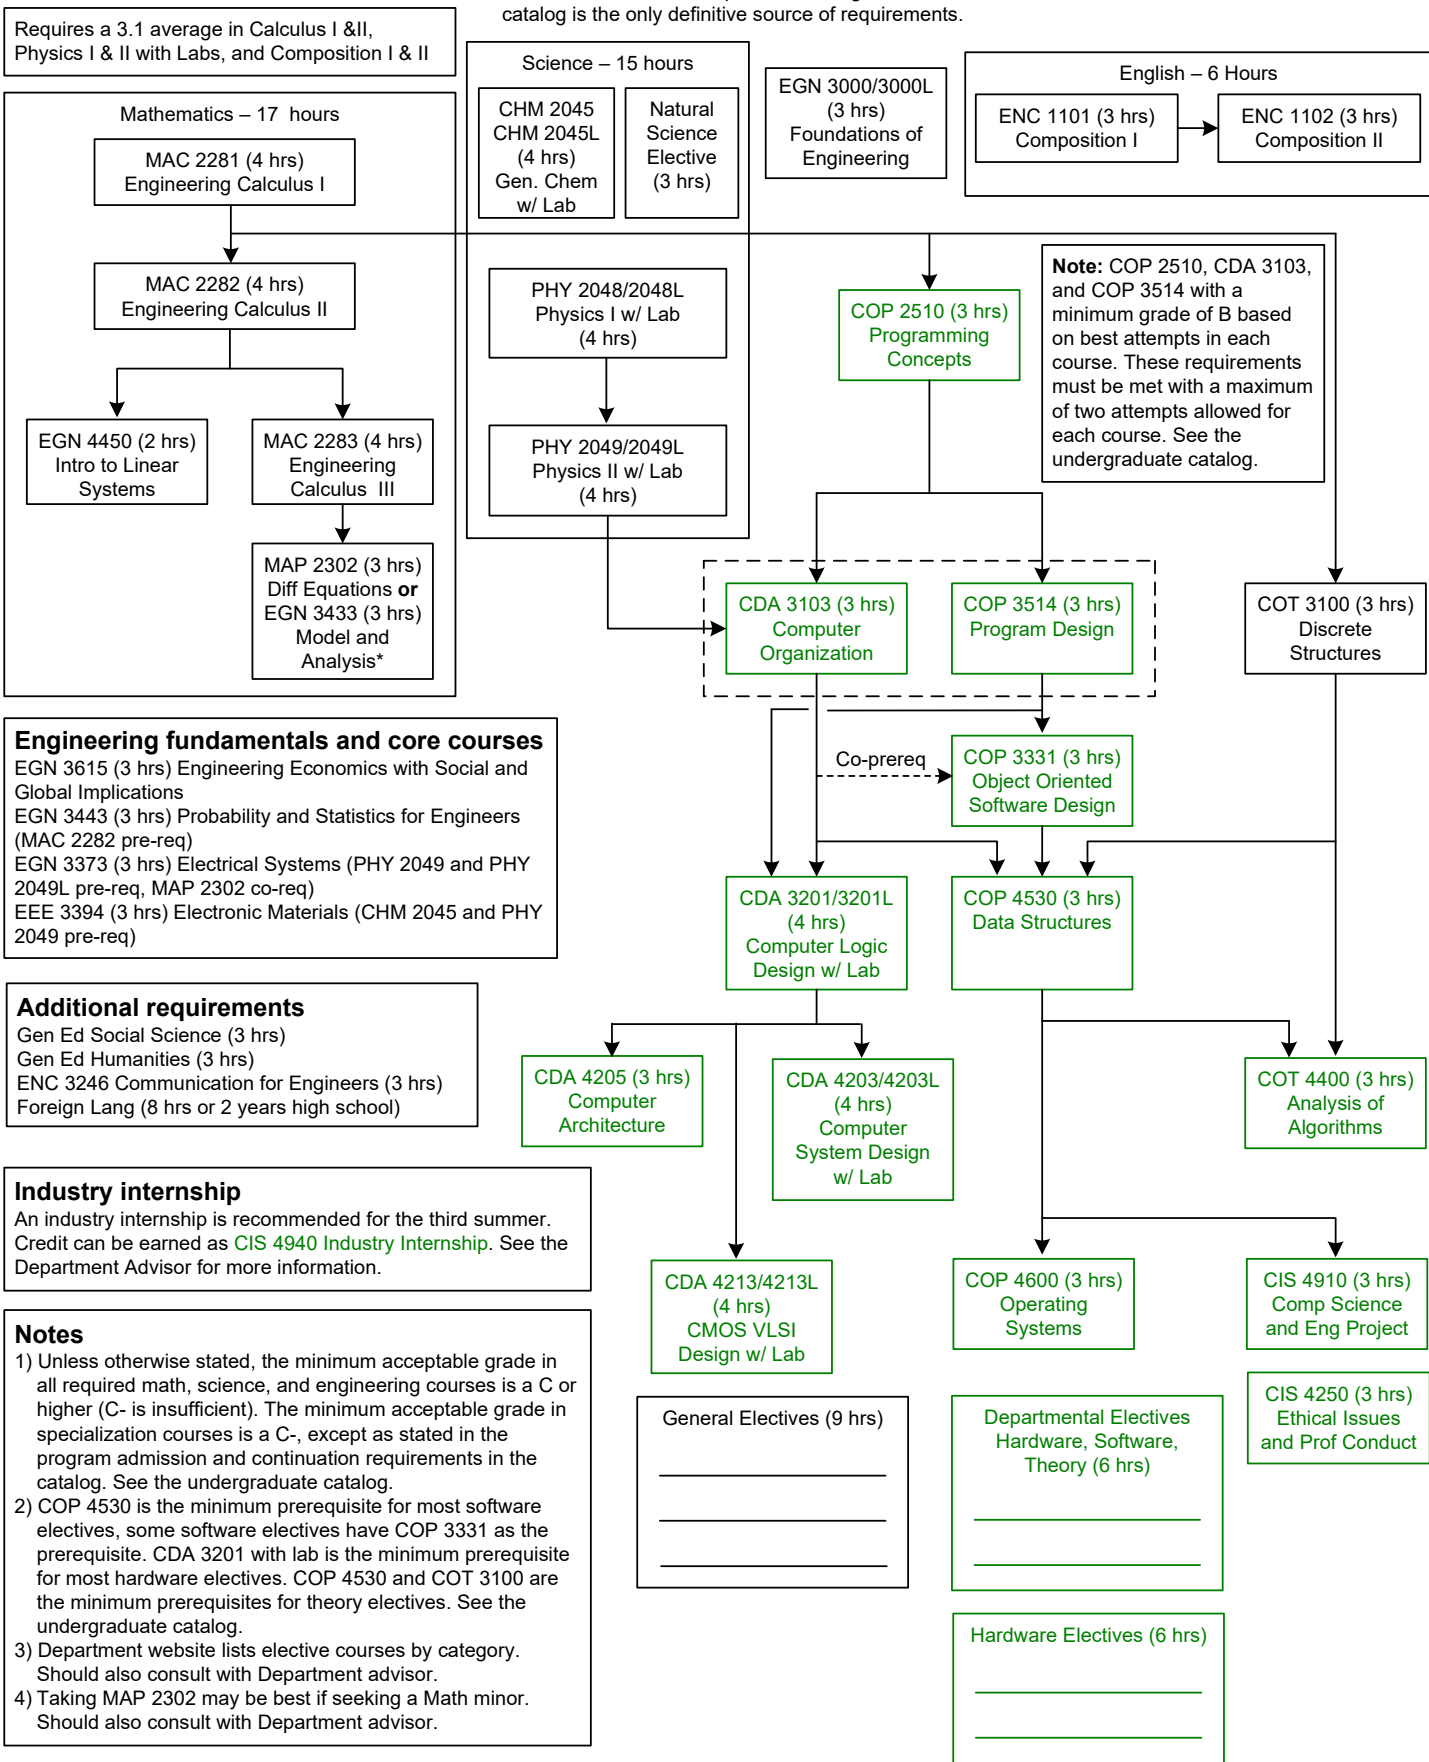 catalog is the only definitive source of requirements.
Requires a 3.1 average in Calculus I &II,
Physics I & II with Labs, and Composition I & II
Mathematics – 17  hours
MAC 2281 (4 hrs)
Engineering Calculus I
MAC 2282 (4 hrs)
Engineering Calculus II
EGN 4450 (2 hrs)
Intro to Linear
Systems
MAC 2283 (4 hrs)
Engineering
Calculus  III
MAP 2302 (3 hrs)
Diff Equations or
EGN 3433 (3 hrs)
Model and
Analysis*
Science – 15 hours
CHM 2045
CHM 2045L
(4 hrs)
Gen. Chem
w/ Lab
Natural
Science
Elective
(3 hrs)
PHY 2048/2048L
Physics I w/ Lab
(4 hrs)
PHY 2049/2049L
Physics II w/ Lab
(4 hrs)
EGN 3000/3000L
(3 hrs)
Foundations of
Engineering
English – 6 Hours
ENC 1101 (3 hrs)
Composition I
ENC 1102 (3 hrs)
Composition II
COP 2510 (3 hrs)
Programming
Concepts
Note: COP 2510, CDA 3103,
and COP 3514 with a
minimum grade of B based
on best attempts in each
course. These requirements
must be met with a maximum
of two attempts allowed for
each course. See the
undergraduate catalog.
CDA 3103 (3 hrs)
Computer
Organization
COP 3514 (3 hrs)
Program Design
COT 3100 (3 hrs)
Discrete
Structures
Co-prereq
COP 3331 (3 hrs)
Object Oriented
Software Design
CDA 3201/3201L
(4 hrs)
Computer Logic
Design w/ Lab
COP 4530 (3 hrs)
Data Structures
CDA 4205 (3 hrs)
Computer
Architecture
CDA 4203/4203L
(4 hrs)
Computer
System Design
w/ Lab
COT 4400 (3 hrs)
Analysis of
Algorithms
CDA 4213/4213L
(4 hrs)
CMOS VLSI
Design w/ Lab
COP 4600 (3 hrs)
Operating
Systems
CIS 4910 (3 hrs)
Comp Science
and Eng Project
CIS 4250 (3 hrs)
Ethical Issues
and Prof Conduct
General Electives (9 hrs)
Departmental Electives
Hardware, Software,
Theory (6 hrs)
Hardware Electives (6 hrs)
Engineering fundamentals and core courses
EGN 3615 (3 hrs) Engineering Economics with Social and
Global Implications
EGN 3443 (3 hrs) Probability and Statistics for Engineers
(MAC 2282 pre-req)
EGN 3373 (3 hrs) Electrical Systems (PHY 2049 and PHY
2049L pre-req, MAP 2302 co-req)
EEE 3394 (3 hrs) Electronic Materials (CHM 2045 and PHY
2049 pre-req)
Additional requirements
Gen Ed Social Science (3 hrs)
Gen Ed Humanities (3 hrs)
ENC 3246 Communication for Engineers (3 hrs)
Foreign Lang (8 hrs or 2 years high school)
Industry internship
An industry internship is recommended for the third summer.
Credit can be earned as CIS 4940 Industry Internship. See the
Department Advisor for more information.
Notes
1) Unless otherwise stated, the minimum acceptable grade in
all required math, science, and engineering courses is a C or
higher (C- is insufficient). The minimum acceptable grade in
specialization courses is a C-, except as stated in the
program admission and continuation requirements in the
catalog. See the undergraduate catalog.
2) COP 4530 is the minimum prerequisite for most software
electives, some software electives have COP 3331 as the
prerequisite. CDA 3201 with lab is the minimum prerequisite
for most hardware electives. COP 4530 and COT 3100 are
the minimum prerequisites for theory electives. See the
undergraduate catalog.
3) Department website lists elective courses by category.
Should also consult with Department advisor.
4) Taking MAP 2302 may be best if seeking a Math minor.
Should also consult with Department advisor.